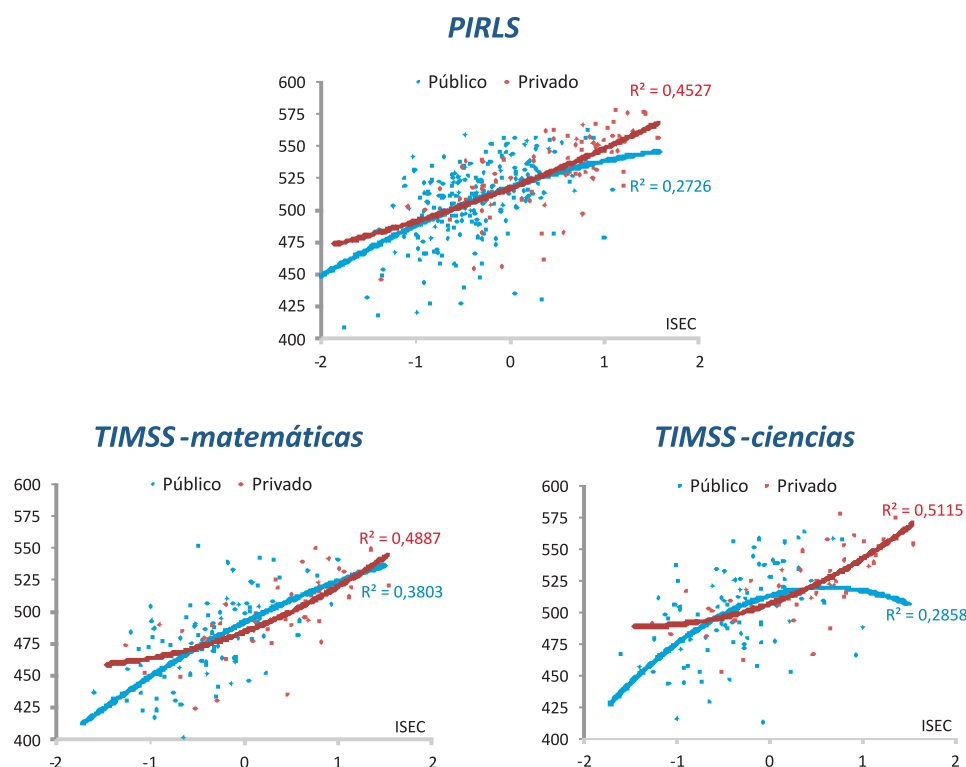 PIRLS
600 Público Privado R² = 0,4527
575
550
525 R² = 0,2726
500
475
450
425
400 ISEC
-2 -1 0 1 2
TIMSS -matemáticas
600 Público Privado
575
550 R² = 0,4887
525 R² = 0,3803
500
475
450
425
400 ISEC
-2 -1 0 1 2
TIMSS -ciencias
600 Público Privado
575 R² = 0,5115
550
525
500 R² = 0,2858
475
450
425
400 ISEC
-2 -1 0 1 2